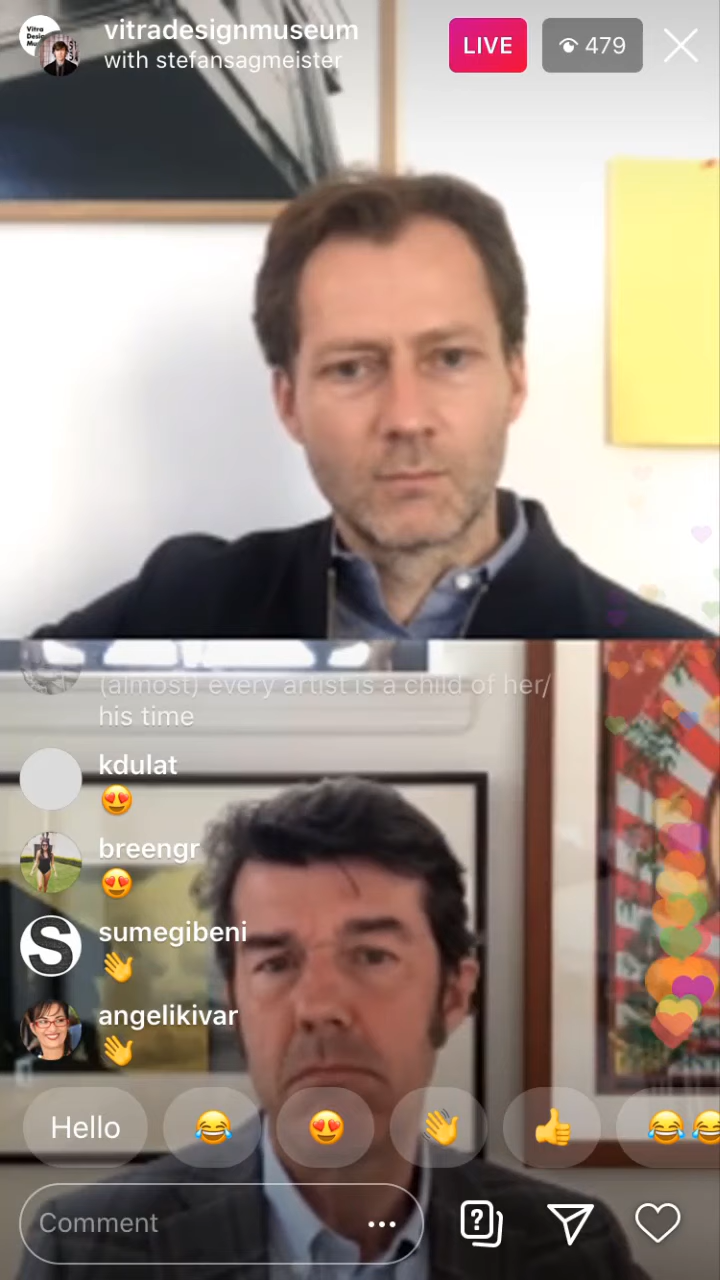 vitradesignmuseum
with stefansagmeister
LIVE
479
Vitra
(almost) every artist is a child of her/
his time
kdulat
😍
breengr
😍
sumegibeni
S
👋
angelikivar
👋
Hello
😂
😍
👋
👍
😂😂
Comment